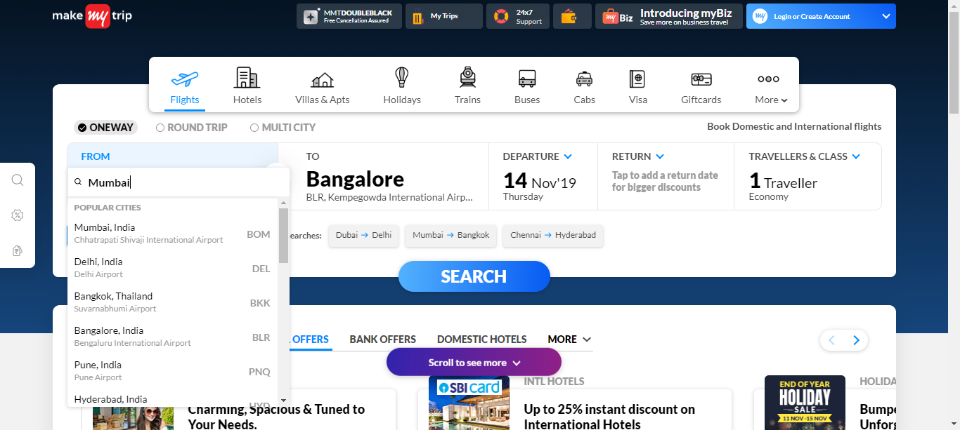 make my trip
MMTDOUBLEBLACK
Free Cancellation Assured
My Trips
24x7
Support
myBiz
Introducing myBiz
Save more on business travel
my
Login or Create Account
Flights
Hotels
Villas & Apts
Holidays
Trains
Buses
Cabs
Visa
Giftcards
More
ONEWAY
ROUND TRIP
MULTI CITY
Book Domestic and International flights
FROM
Mumbai
TO
Bangalore
BLR, Kempegowda International Airp...
DEPARTURE
14 Nov'19
Thursday
RETURN
Tap to add a return date
for bigger discounts
TRAVELLERS & CLASS
1 Traveller
Economy
POPULAR CITIES
Mumbai, India
Chhatrapati Shivaji International Airport
BOM
Delhi, India
Delhi Airport
DEL
Bangkok, Thailand
Suvarnabhumi Airport
BKK
Bangalore, India
Bengaluru International Airport
BLR
Pune, India
Pune Airport
PNQ
Hyderabad, India
HYD
Searches:
Dubai → Delhi
Mumbai → Bangkok
Chennai → Hyderabad
SEARCH
OFFERS
BANK OFFERS
DOMESTIC HOTELS
MORE
Scroll to see more
Charming, Spacious & Tuned to
Your Needs.
SBI card
INTL HOTELS
Up to 25% instant discount on
International Hotels
END OF YEAR
HOLIDAY
SALE
11 NOV-15 NOV
HOLIDA
Bumpe
Unforg